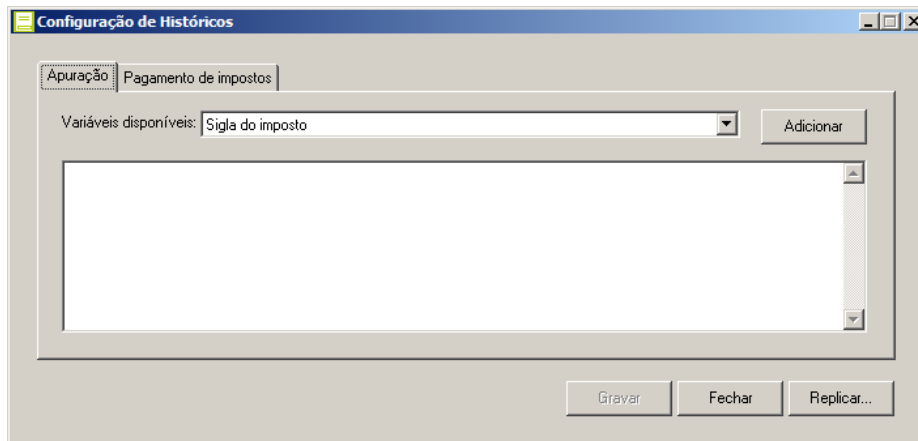 Configuração de Históricos
Apuração Pagamento de impostos
Variáveis disponíveis: Sigla do imposto Adicionar
Gravar Fechar Replicar...